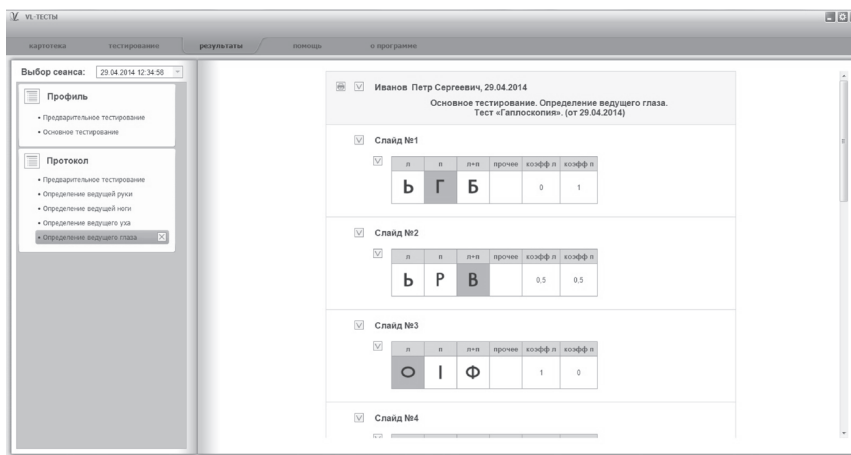 VL-ТЕСТЫ
картотека тестирование результаты помощь о программе
Выбор сеанса: 29.04.2014 12:34:58
Профиль
• Предварительное тестирование
• Основное тестирование
Протокол
• Предварительное тестирование
• Определение ведущей руки
• Определение ведущей ноги
• Определение ведущего уха
• Определение ведущего глаза
Иванов Петр Сергеевич, 29.04.2014
Основное тестирование. Определение ведущего глаза.
Тест «Гаплоскопия». (от 29.04.2014)
Слайд №1
л п л+п прочее коэфф л коэфф п
Ь Г Б 0 1
Слайд №2
л п л+п прочее коэфф л коэфф п
Ь Р В 0,5 0,5
Слайд №3
л п л+п прочее коэфф л коэфф п
О І Ф 1 0
Слайд №4